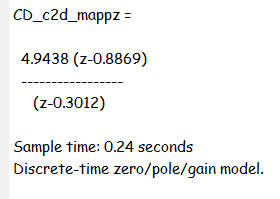 CD_c2d_mappz =
4.9438 (z-0.8869)
-----------------
(z-0.3012)
Sample time: 0.24 seconds
Discrete-time zero/pole/gain model.